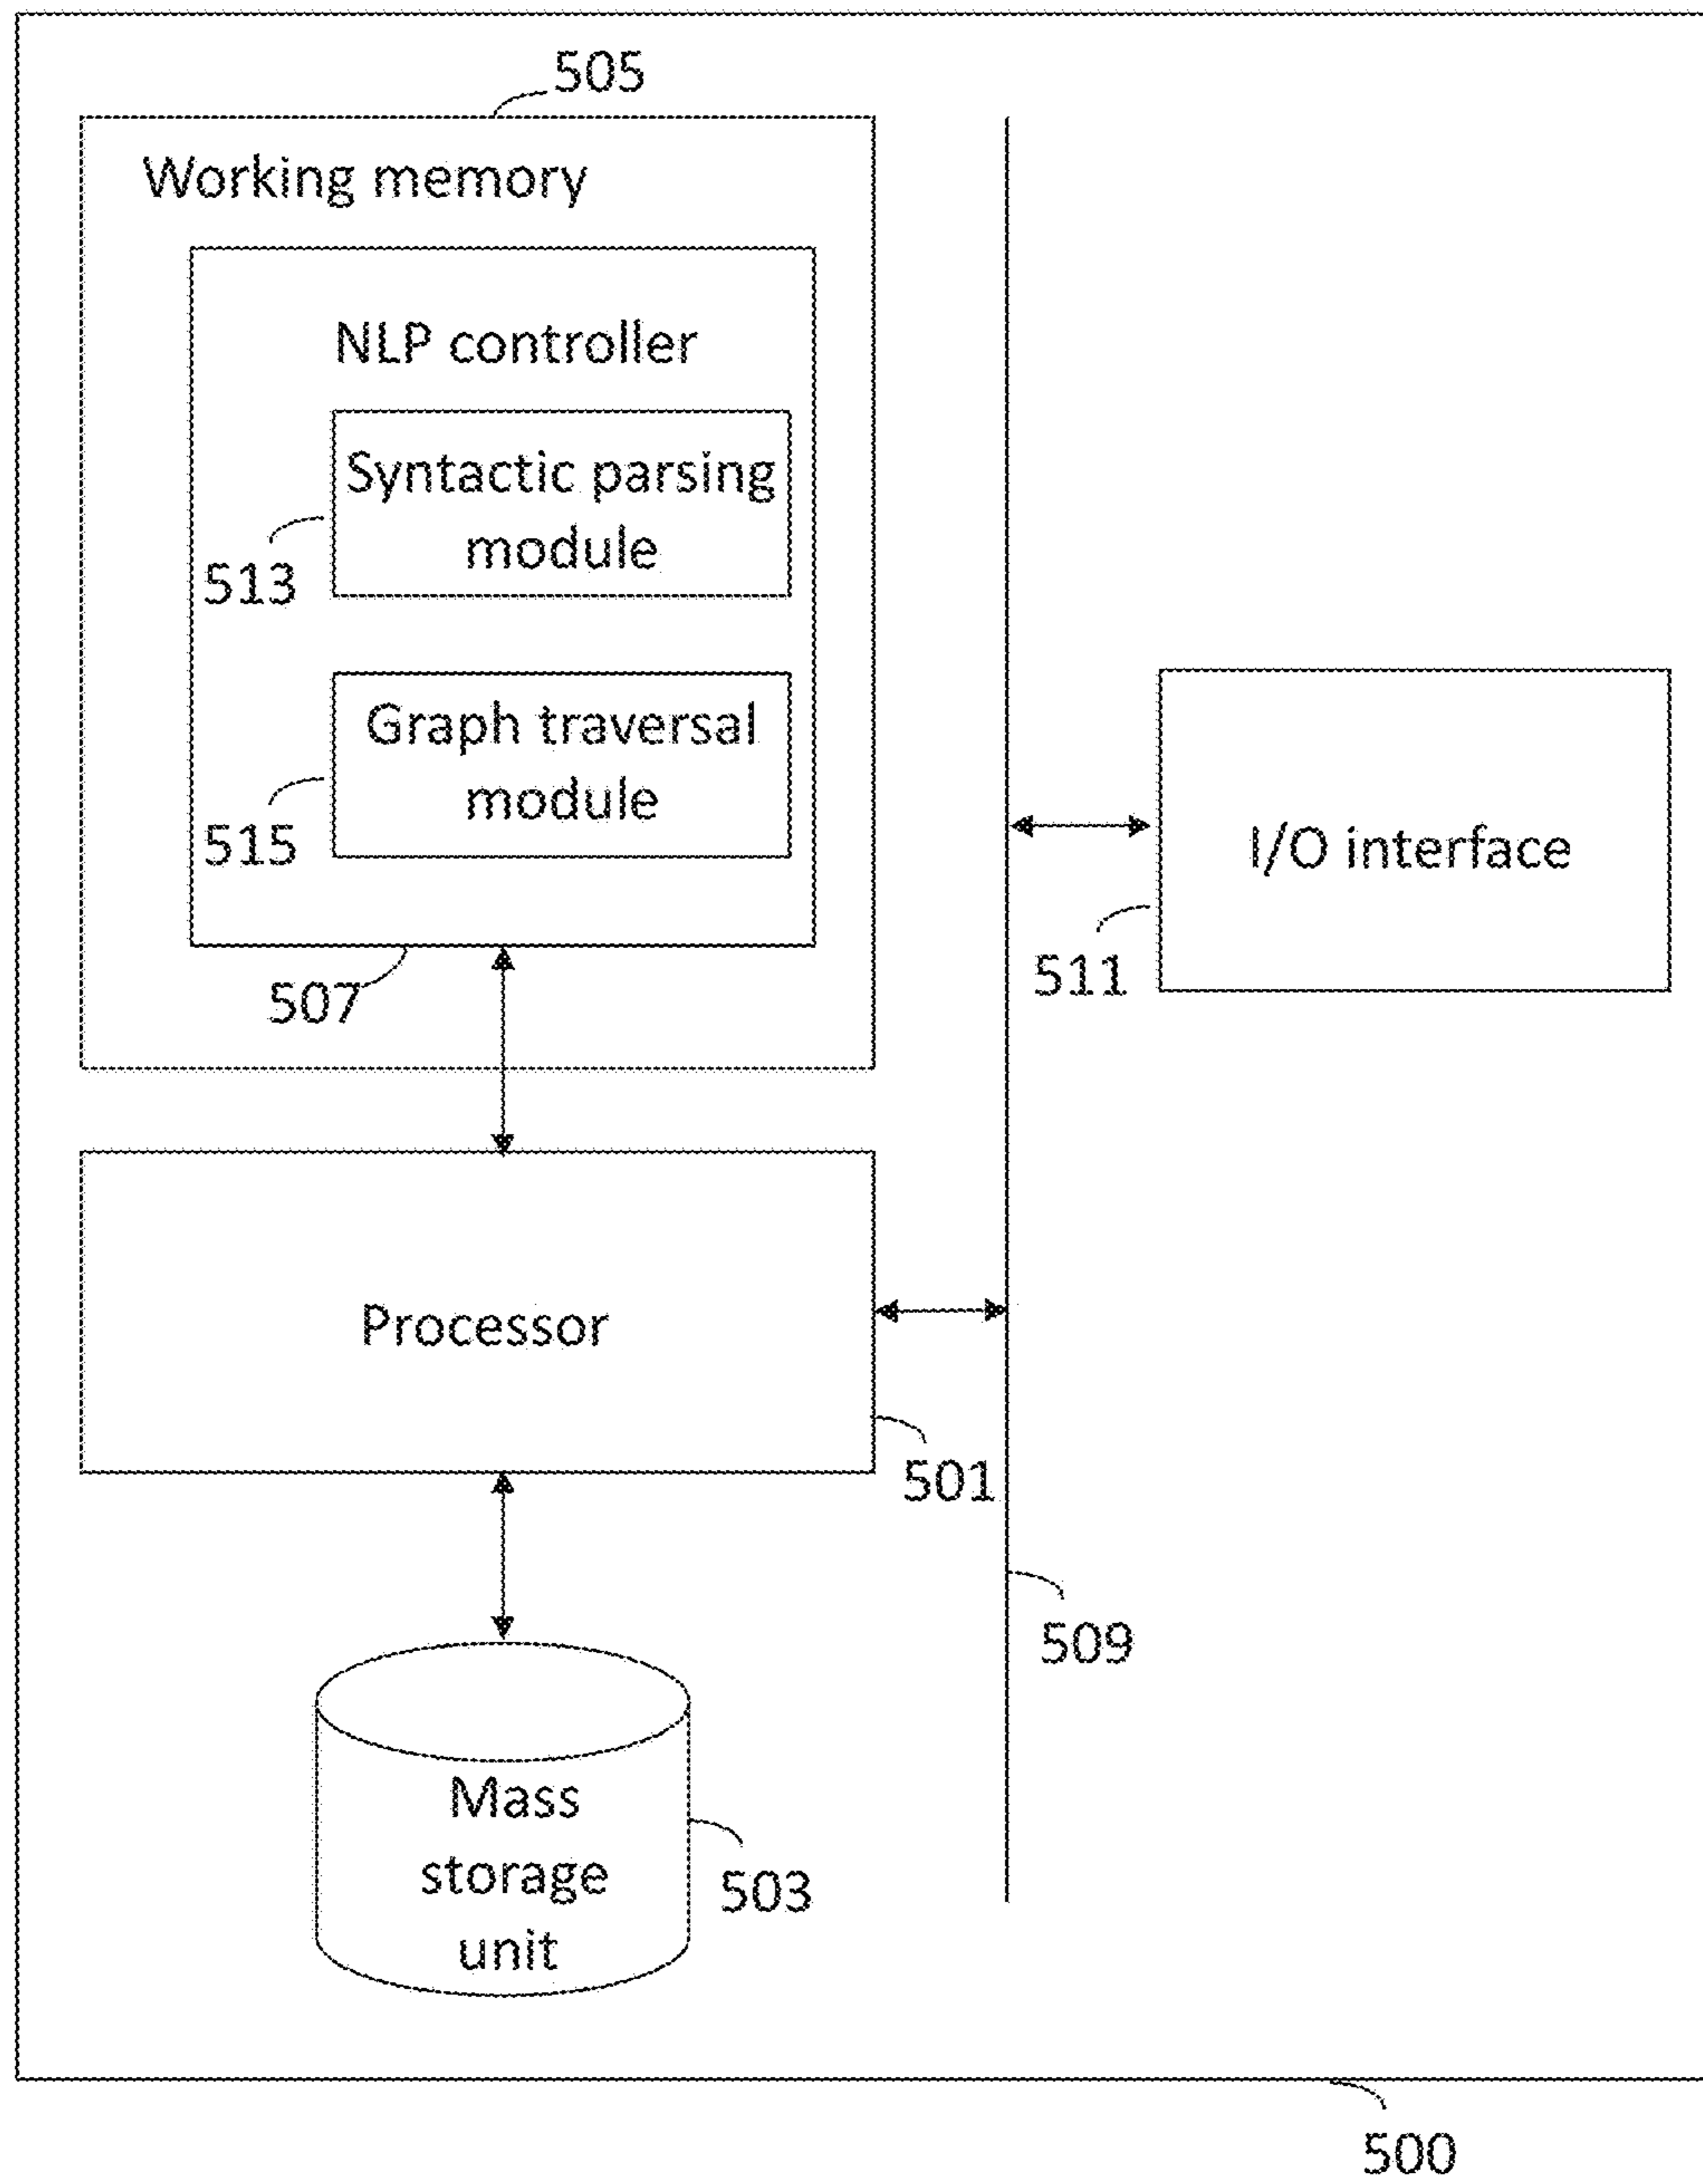 505
Working memory
NLP controller
Syntactic parsing
module
513
Graph traversal
module
515
507
I/O interface
511
Processor
501
509
Mass
storage
unit
503
500